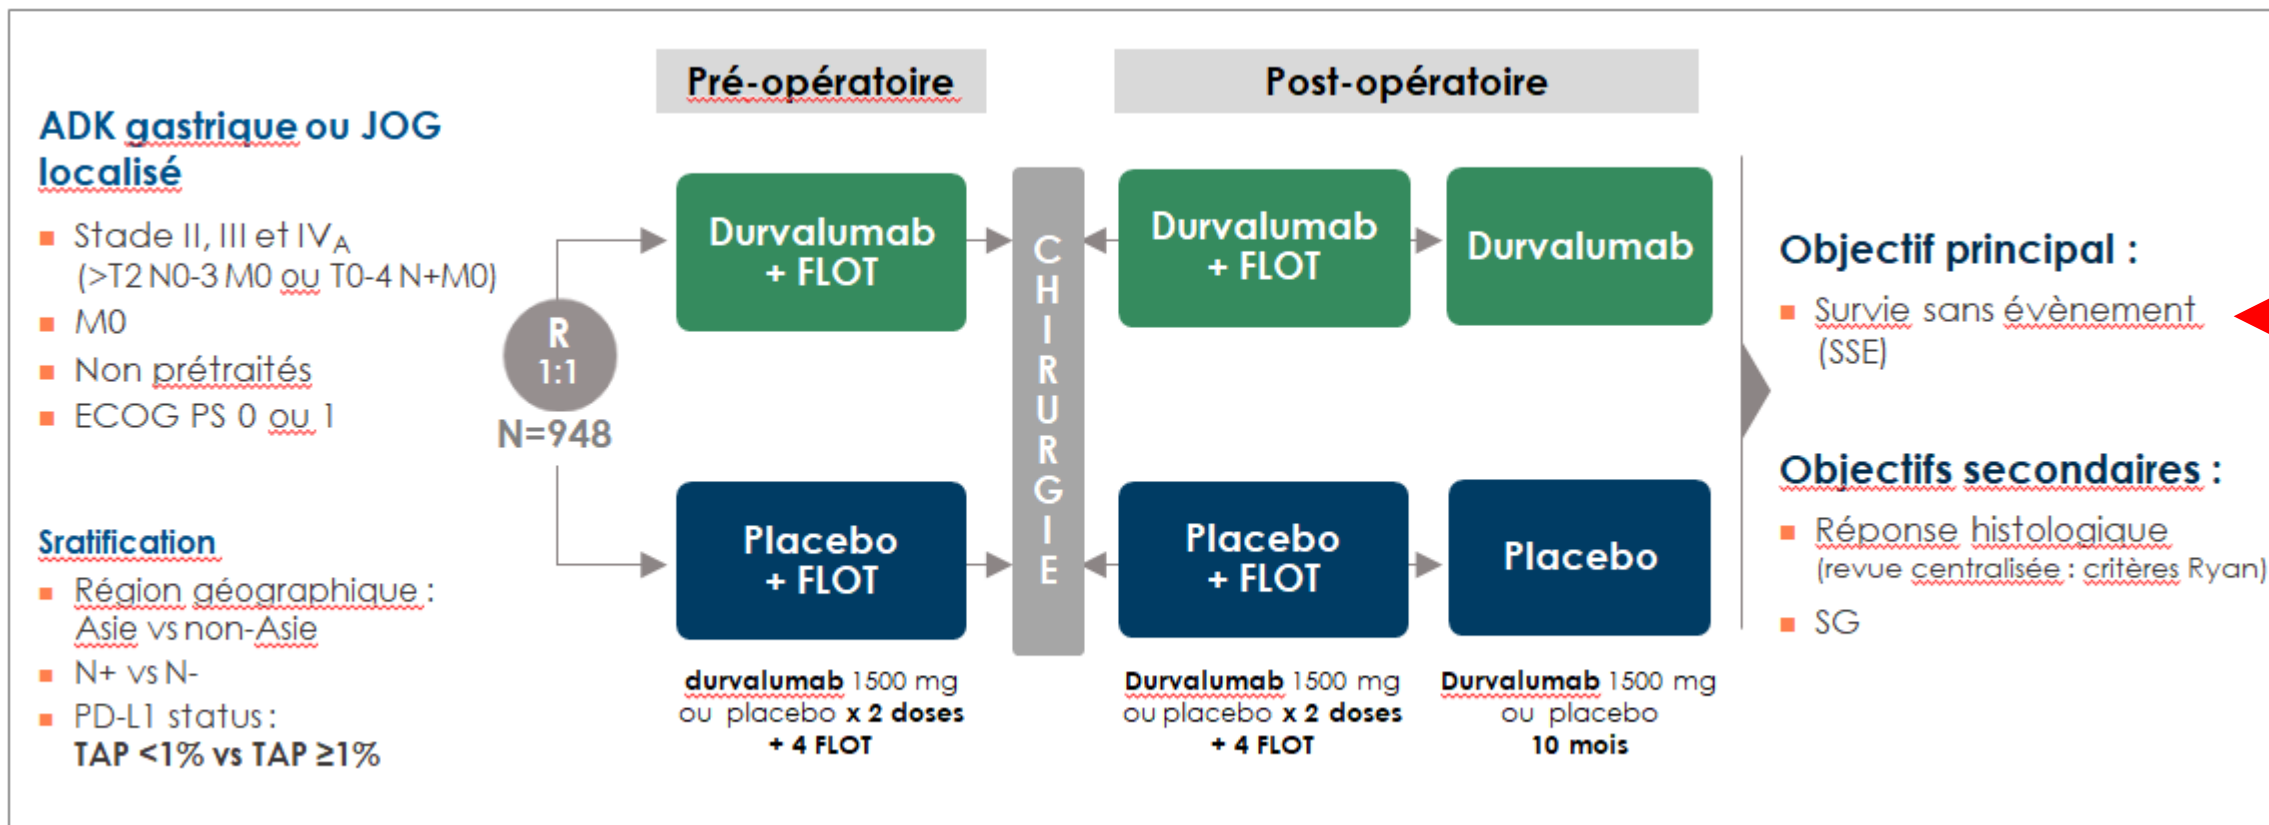 Pré-opératoire
Post-opératoire
ADK gastrique ou JOG
localisé
Stade II, III et IVA
(>T2 N0-3 M0 ou T0-4 N+M0)
M0
Non prétraités
ECOG PS 0 ou 1
Sratification
Région géographique :
Asie vs non-Asie
N+ vs N-
PD-L1 status :
TAP <1% vs TAP ≥1%
R
1:1
N=948
Durvalumab
+ FLOT
Placebo
+ FLOT
durvalumab 1500 mg
ou placebo x 2 doses
+ 4 FLOT
CHIRURGIE
Durvalumab
+ FLOT
Placebo
+ FLOT
Durvalumab 1500 mg
ou placebo x 2 doses
+ 4 FLOT
Durvalumab
Placebo
Durvalumab 1500 mg
ou placebo
10 mois
Objectif principal :
Survie sans évènement
(SSE)
Objectifs secondaires :
Réponse histologique
(revue centralisée : critères Ryan)
SG